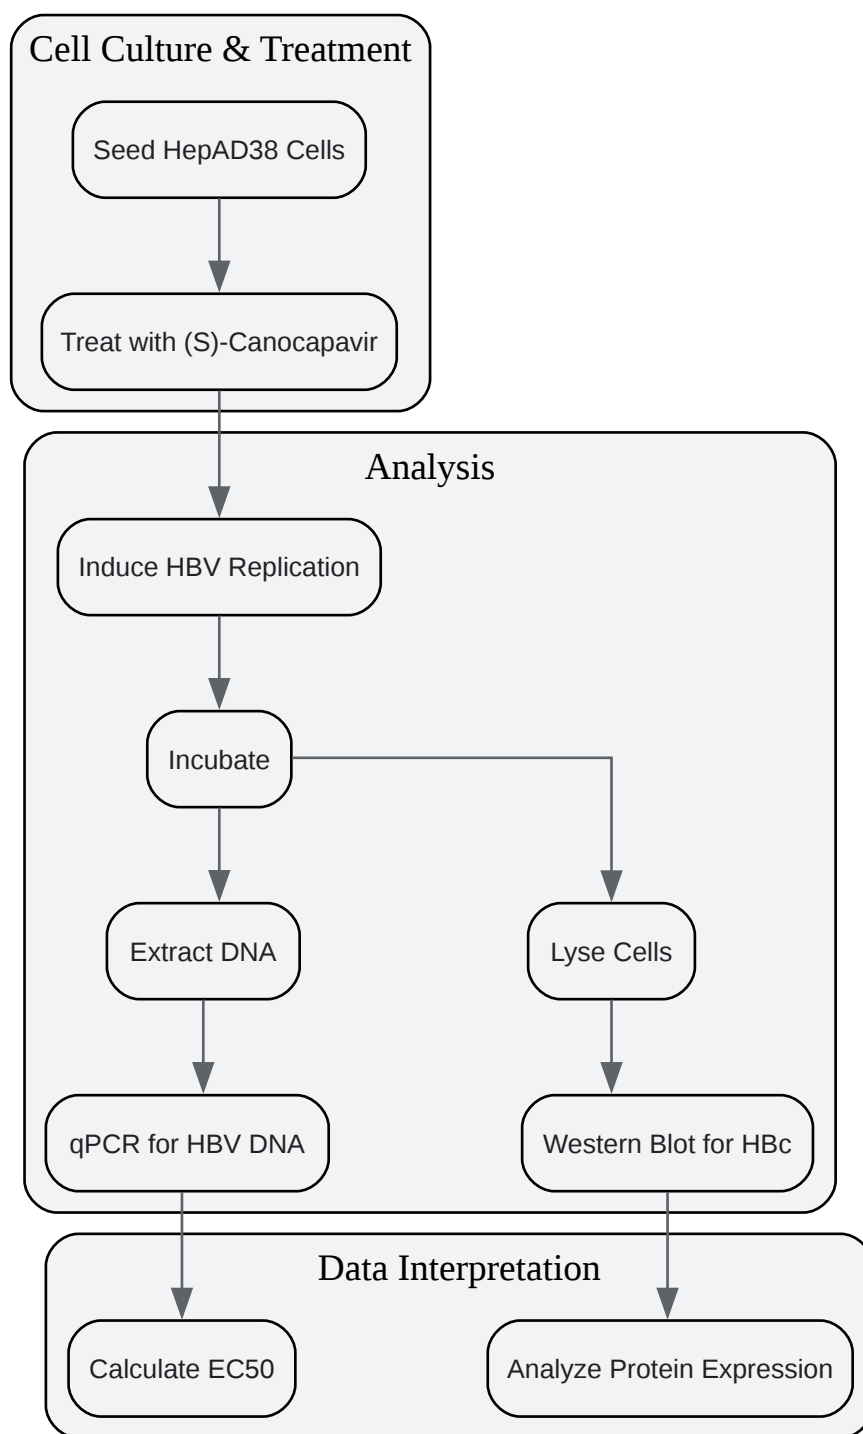 Cell Culture & Treatment
Seed HepAD38 Cells
Treat with (S)-Canocapavir
Analysis
Induce HBV Replication
Incubate
Extract DNA
Lyse Cells
qPCR for HBV DNA
Western Blot for HBc
Data Interpretation
Calculate EC50
Analyze Protein Expression